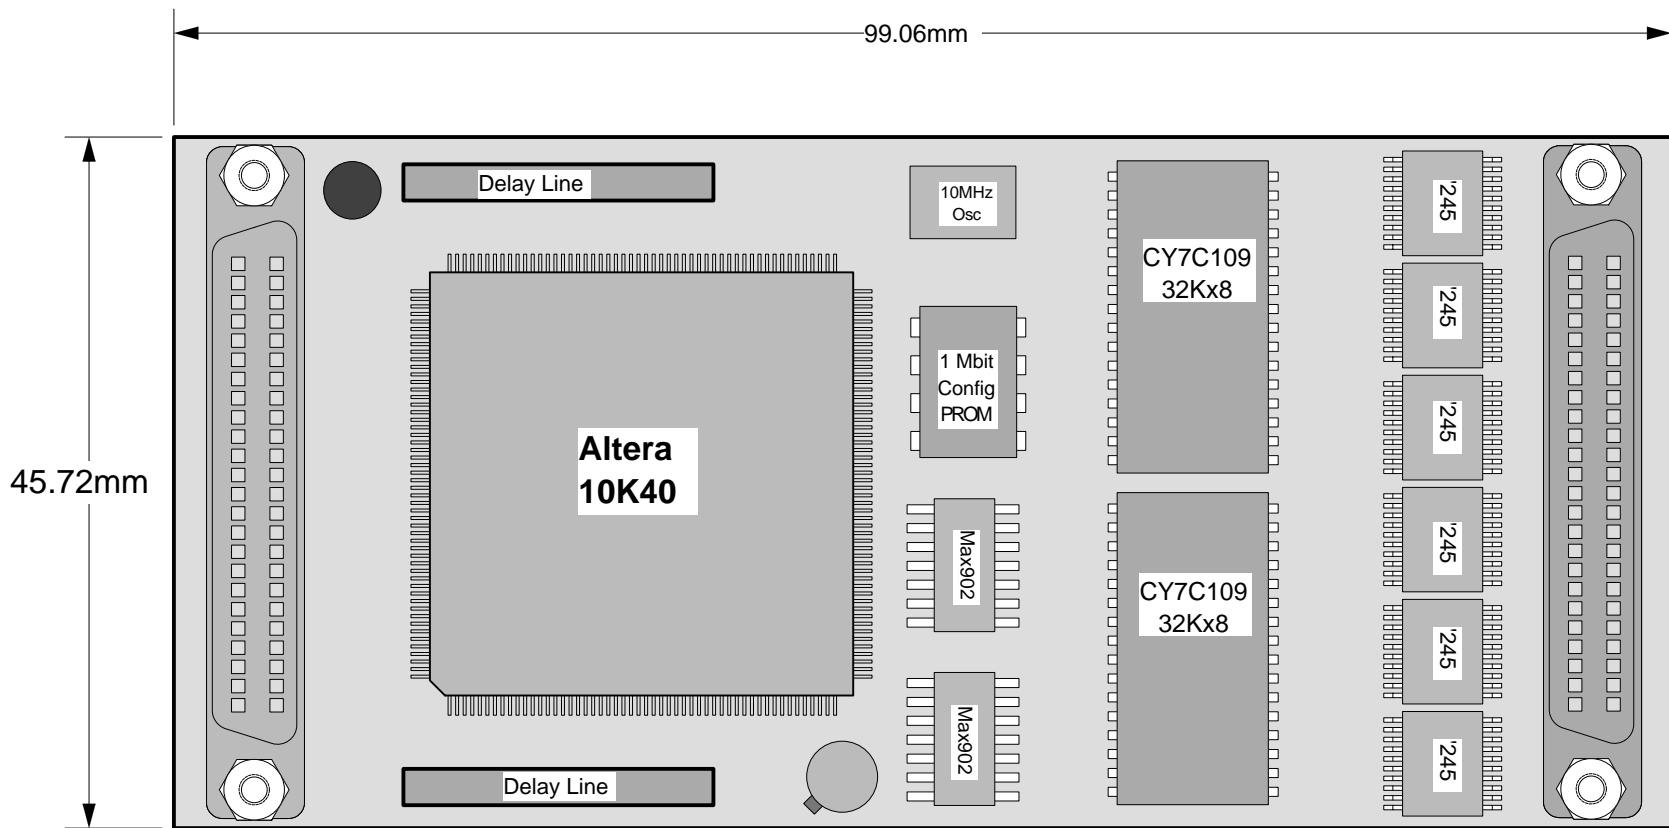 99.06mm
45.72mm
Delay Line
10MHz
Osc
CY7C109
32Kx8
'245
'245
1 Mbit
Config
PROM
Altera
10K40
'245
Max902
CY7C109
32Kx8
'245
'245
Max902
'245
Delay Line